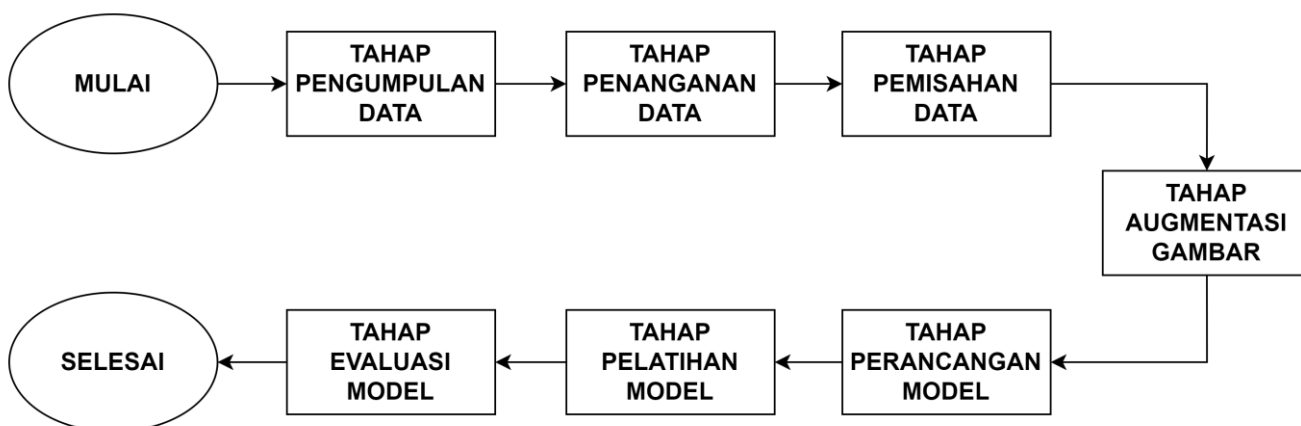 MULAI
TAHAP
PENGUMPULAN
DATA
TAHAP
PENANGANAN
DATA
TAHAP
PEMISAHAN
DATA
TAHAP
AUGMENTASI
GAMBAR
TAHAP
PERANCANGAN
MODEL
TAHAP
PELATIHAN
MODEL
TAHAP
EVALUASI
MODEL
SELESAI